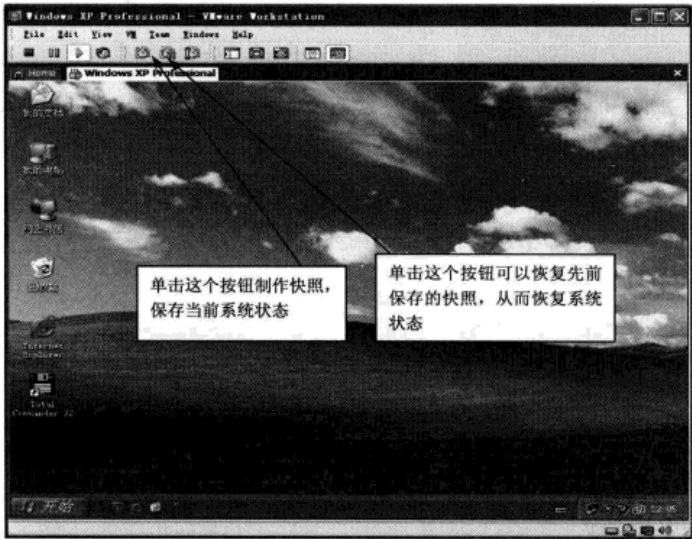 Windows XP Professional - VMware Workstation
File Edit View VM Team Windows Help
Home Windows XP Professional
我的文档
我的电脑
网上邻居
回收站
单击这个按钮制作快照，
保存当前系统状态
单击这个按钮可以恢复先前
保存的快照，从而恢复系统
状态
Internet
Explorer
Total
Commander 32
开始
12:05